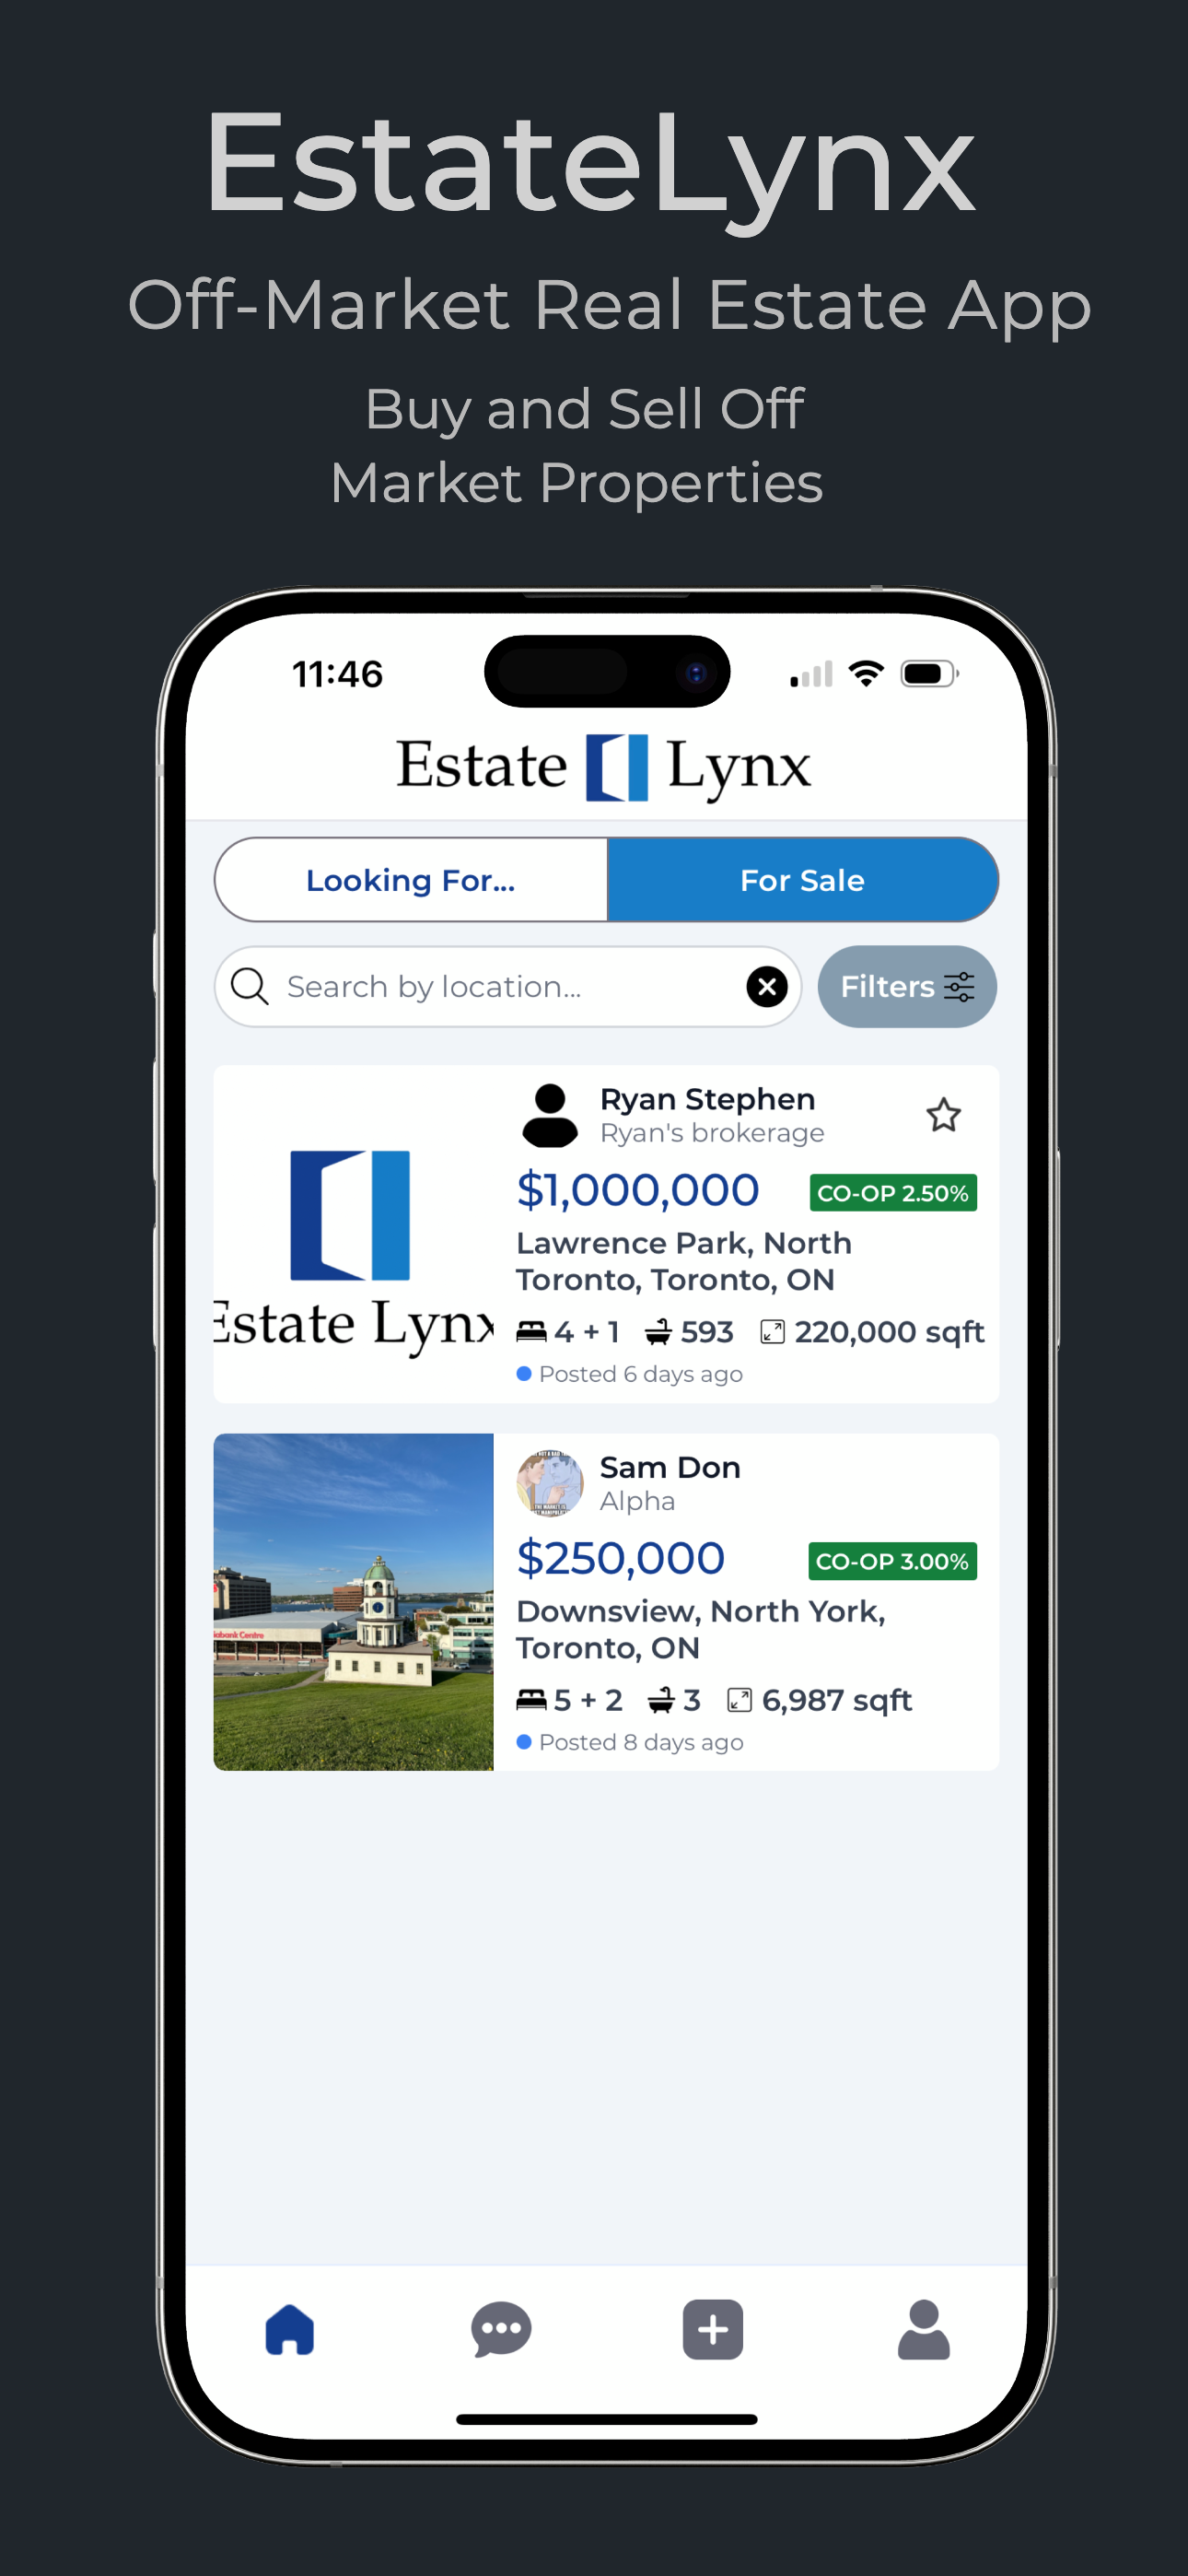 EstateLynx
Off-Market Real Estate App
Buy and Sell Off
Market Properties
11:46
Estate Lynx
Looking For...
For Sale
Search by location...
Filters
Ryan Stephen
Ryan's brokerage
$1,000,000
CO-OP 2.50%
Lawrence Park, North
Toronto, Toronto, ON
4 + 1
593
220,000 sqft
Posted 6 days ago
Estate Lynx
Sam Don
Alpha
$250,000
CO-OP 3.00%
Downsview, North York,
Toronto, ON
5 + 2
3
6,987 sqft
Posted 8 days ago
iabank Centre